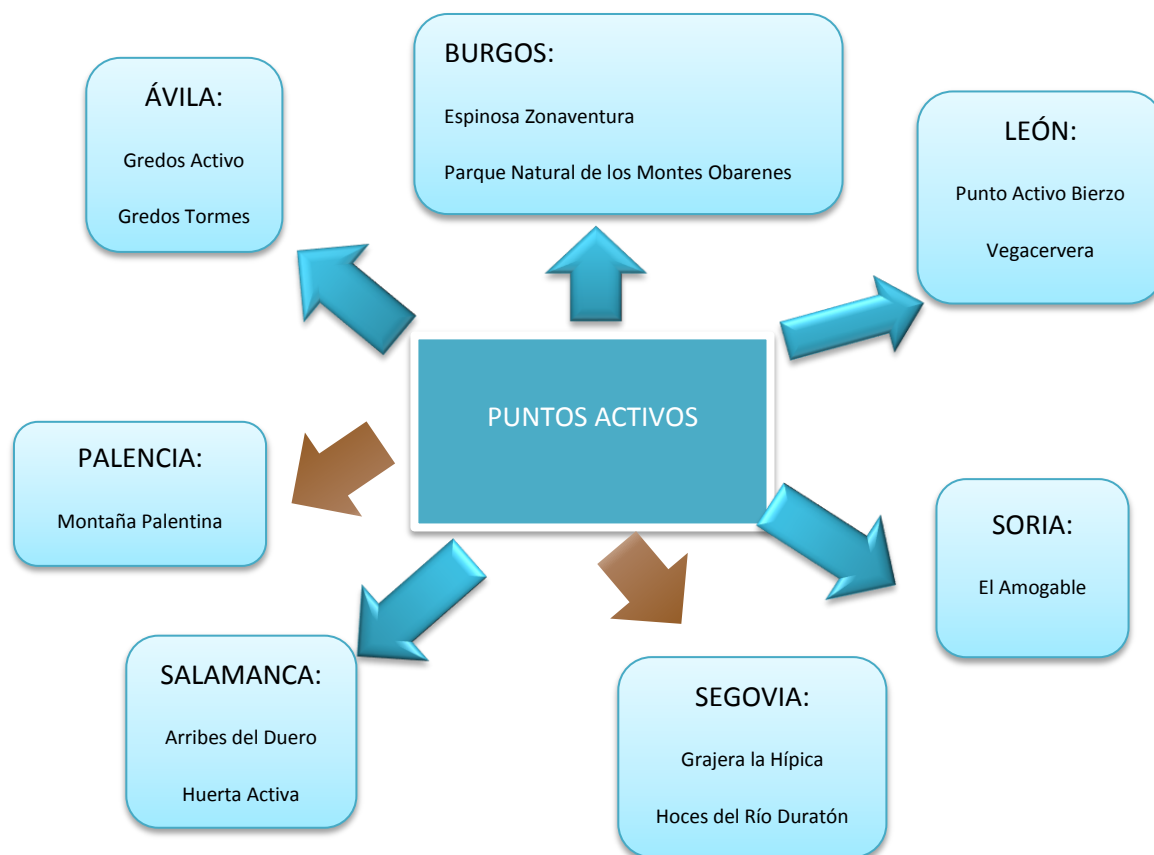 BURGOS:
Espinosa Zonaventura
Parque Natural de los Montes Obarenes
ÁVILA:
Gredos Activo
Gredos Tormes
LEÓN:
Punto Activo Bierzo
Vegacervera
PUNTOS ACTIVOS
PALENCIA:
Montaña Palentina
SORIA:
El Amogable
SALAMANCA:
Arribes del Duero
Huerta Activa
SEGOVIA:
Grajera la Hípica
Hoces del Río Duratón